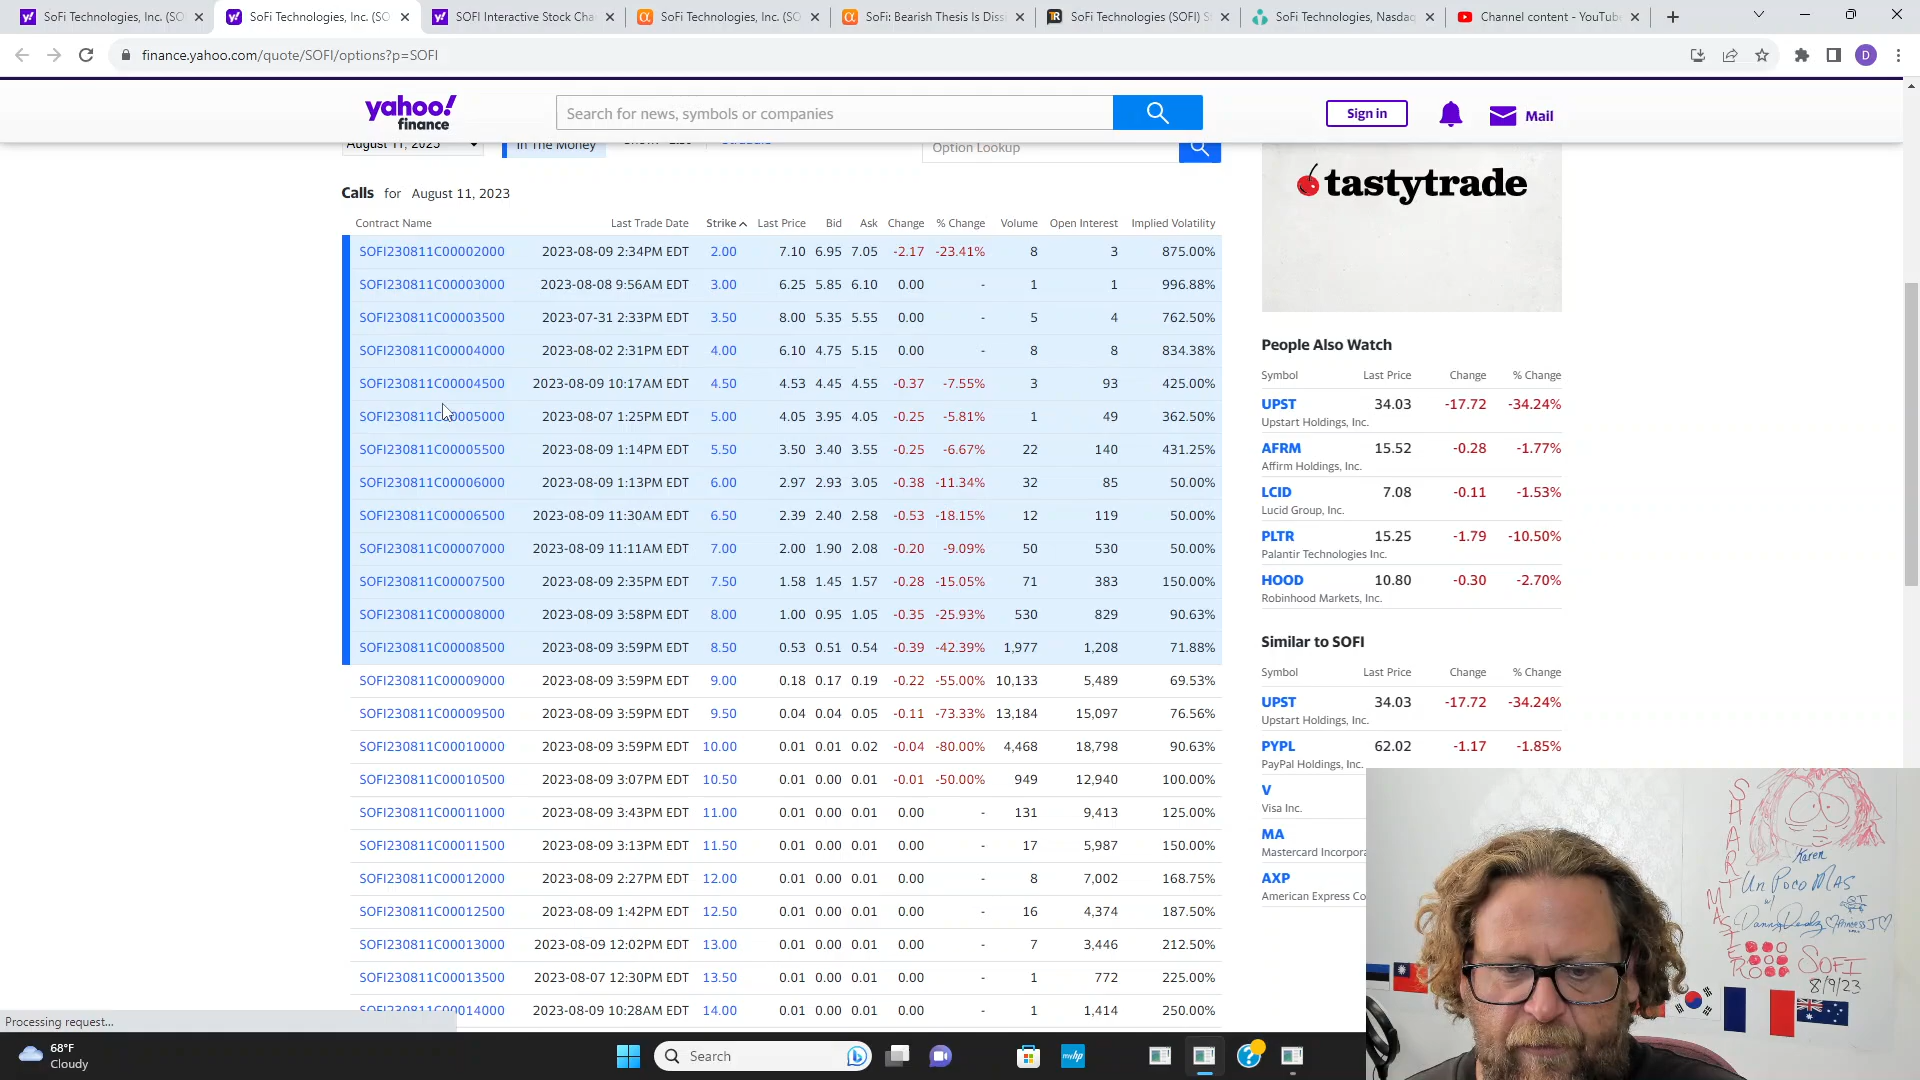 SoFi Technologies, Inc. (SO
SoFi Technologies, Inc. (SO
SOFI Interactive Stock Cha
SoFi Technologies, Inc. (SO
SoFi: Bearish Thesis Is Diss
SoFi Technologies (SOFI) S
SoFi Technologies, Nasdaq
Channel content - YouTube
finance.yahoo.com/quote/SOFI/options?p=SOFI
D
yahoo!
finance
Search for news, symbols or companies
Sign in
Mail
August 11, 2023
In The Money
Straddle
Option Lookup
tastytrade
Calls for August 11, 2023
Contract Name Last Trade Date Strike Last Price Bid Ask Change % Change Volume Open Interest Implied Volatility
SOFI230811C00002000 2023-08-09 2:34PM EDT 2.00 7.10 6.95 7.05 -2.17 -23.41% 8 3 875.00%
SOFI230811C00003000 2023-08-08 9:56AM EDT 3.00 6.25 5.85 6.10 0.00 - 1 1 996.88%
SOFI230811C00003500 2023-07-31 2:33PM EDT 3.50 8.00 5.35 5.55 0.00 - 5 4 762.50%
SOFI230811C00004000 2023-08-02 2:31PM EDT 4.00 6.10 4.75 5.15 0.00 - 8 8 834.38%
SOFI230811C00004500 2023-08-09 10:17AM EDT 4.50 4.53 4.45 4.55 -0.37 -7.55% 3 93 425.00%
SOFI230811C00005000 2023-08-07 1:25PM EDT 5.00 4.05 3.95 4.05 -0.25 -5.81% 1 49 362.50%
SOFI230811C00005500 2023-08-09 1:14PM EDT 5.50 3.50 3.40 3.55 -0.25 -6.67% 22 140 431.25%
SOFI230811C00006000 2023-08-09 1:13PM EDT 6.00 2.97 2.93 3.05 -0.38 -11.34% 32 85 50.00%
SOFI230811C00006500 2023-08-09 11:30AM EDT 6.50 2.39 2.40 2.58 -0.53 -18.15% 12 119 50.00%
SOFI230811C00007000 2023-08-09 11:11AM EDT 7.00 2.00 1.90 2.08 -0.20 -9.09% 50 530 50.00%
SOFI230811C00007500 2023-08-09 2:35PM EDT 7.50 1.58 1.45 1.57 -0.28 -15.05% 71 383 150.00%
SOFI230811C00008000 2023-08-09 3:58PM EDT 8.00 1.00 0.95 1.05 -0.35 -25.93% 530 829 90.63%
SOFI230811C00008500 2023-08-09 3:59PM EDT 8.50 0.53 0.51 0.54 -0.39 -42.39% 1,977 1,208 71.88%
SOFI230811C00009000 2023-08-09 3:59PM EDT 9.00 0.18 0.17 0.19 -0.22 -55.00% 10,133 5,489 69.53%
SOFI230811C00009500 2023-08-09 3:59PM EDT 9.50 0.04 0.04 0.05 -0.11 -73.33% 13,184 15,097 76.56%
SOFI230811C00010000 2023-08-09 3:59PM EDT 10.00 0.01 0.01 0.02 -0.04 -80.00% 4,468 18,798 90.63%
SOFI230811C00010500 2023-08-09 3:07PM EDT 10.50 0.01 0.00 0.01 -0.01 -50.00% 949 12,940 100.00%
SOFI230811C00011000 2023-08-09 3:43PM EDT 11.00 0.01 0.00 0.01 0.00 - 131 9,413 125.00%
SOFI230811C00011500 2023-08-09 3:13PM EDT 11.50 0.01 0.00 0.01 0.00 - 17 5,987 150.00%
SOFI230811C00012000 2023-08-09 2:27PM EDT 12.00 0.01 0.00 0.01 0.00 - 8 7,002 168.75%
SOFI230811C00012500 2023-08-09 1:42PM EDT 12.50 0.01 0.00 0.01 0.00 - 16 4,374 187.50%
SOFI230811C00013000 2023-08-09 12:02PM EDT 13.00 0.01 0.00 0.01 0.00 - 7 3,446 212.50%
SOFI230811C00013500 2023-08-07 12:30PM EDT 13.50 0.01 0.00 0.01 0.00 - 1 772 225.00%
SOFI230811C00014000 2023-08-09 10:28AM EDT 14.00 0.01 0.00 0.01 0.00 - 1 1,414 250.00%
People Also Watch
Symbol Last Price Change % Change
UPST 34.03 -17.72 -34.24%
Upstart Holdings, Inc.
AFRM 15.52 -0.28 -1.77%
Affirm Holdings, Inc.
LCID 7.08 -0.11 -1.53%
Lucid Group, Inc.
PLTR 15.25 -1.79 -10.50%
Palantir Technologies Inc.
HOOD 10.80 -0.30 -2.70%
Robinhood Markets, Inc.
Similar to SOFI
Symbol Last Price Change % Change
UPST 34.03 -17.72 -34.24%
Upstart Holdings, Inc.
PYPL 62.02 -1.17 -1.85%
PayPal Holdings, Inc.
V
Visa Inc.
MA
Mastercard Incorpora
AXP
American Express Co
SHART MASTERO
Karen
Un Poco Mas
w/
SOFI
8/9/23
Processing request...
68°F
Cloudy
Search
myhp